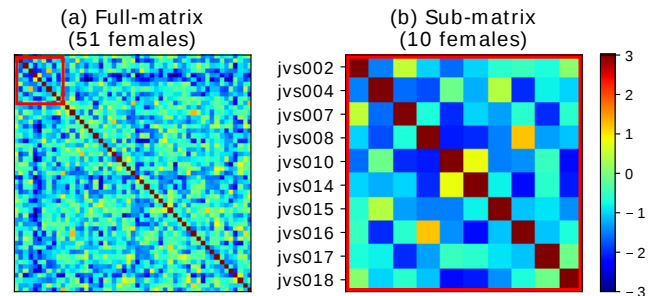 (a) Full-matrix
(51 females)
(b) Sub-matrix
(10 females)
jvs002
jvs004
jvs007
jvs008
jvs010
jvs014
jvs015
jvs016
jvs017
jvs018
3
2
1
0
− 1
− 2
− 3